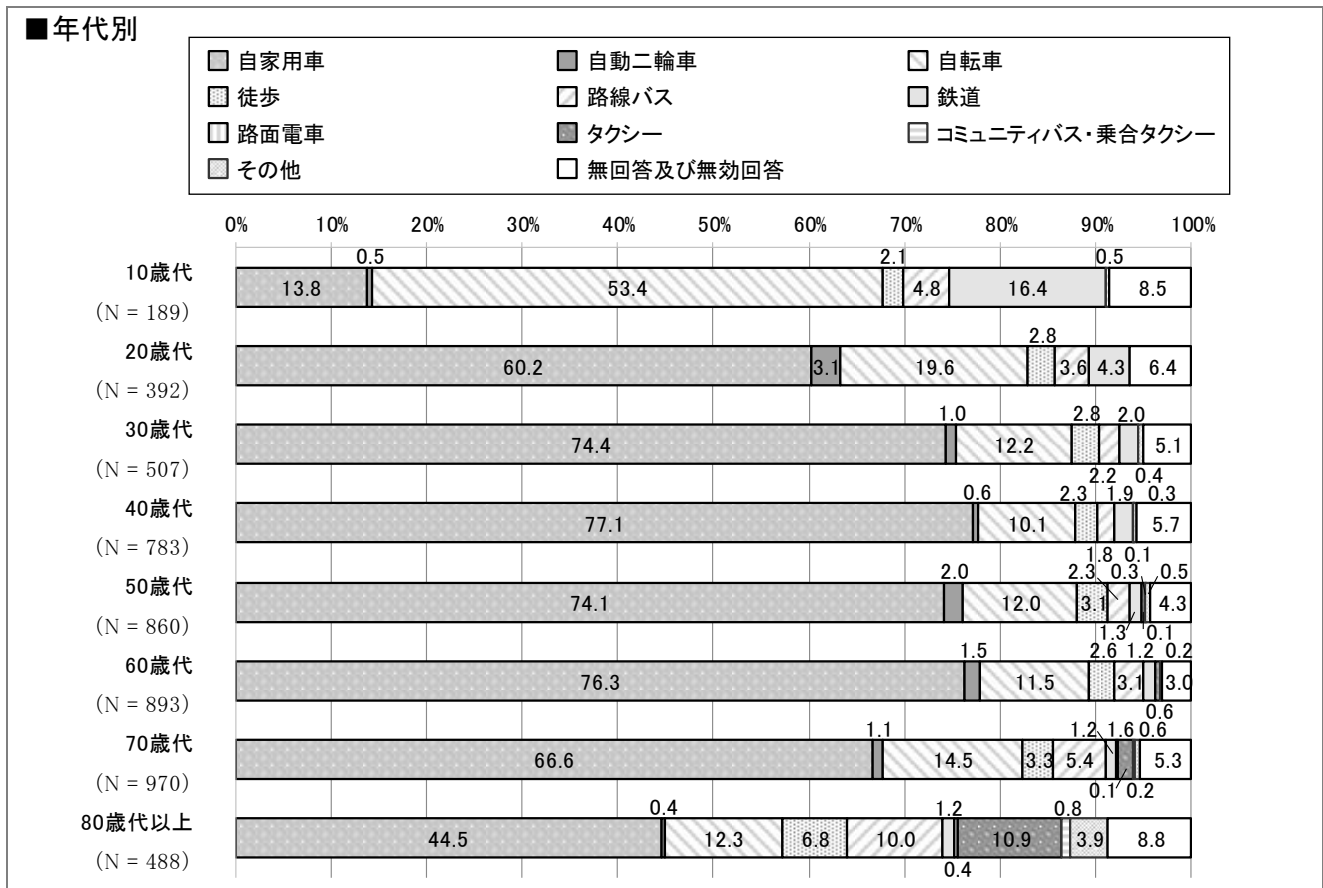 ■年代別
自家用車 自動二輪車 自転車
徒歩 路線バス 鉄道
路面電車 タクシー コミュニティバス・乗合タクシー
その他 無回答及び無効回答
0% 10% 20% 30% 40% 50% 60% 70% 80% 90% 100%
0.5 2.1 0.5
10歳代
13.8 53.4 4.8 16.4 8.5
(N = 189)
2.8
20歳代
60.2 3.1 19.6 3.6 4.3 6.4
(N = 392)
1.0 2.8 2.0
30歳代
74.4 12.2 5.1
(N = 507)
2.2 0.4
0.6 2.3 1.9 0.3
40歳代
77.1 10.1 5.7
(N = 783)
1.8 0.1
2.0 2.3 0.3 0.5
50歳代
74.1 12.0 3.1 4.3
(N = 860)
1.3 0.1
1.5 2.6 1.2 0.2
60歳代
76.3 11.5 3.1 3.0
(N = 893)
0.6
1.1 1.2 1.6 0.6
70歳代
66.6 14.5 3.3 5.4 5.3
(N = 970)
0.1 0.2
0.4 1.2 0.8
80歳代以上
44.5 12.3 6.8 10.0 10.9 3.9 8.8
(N = 488)
0.4